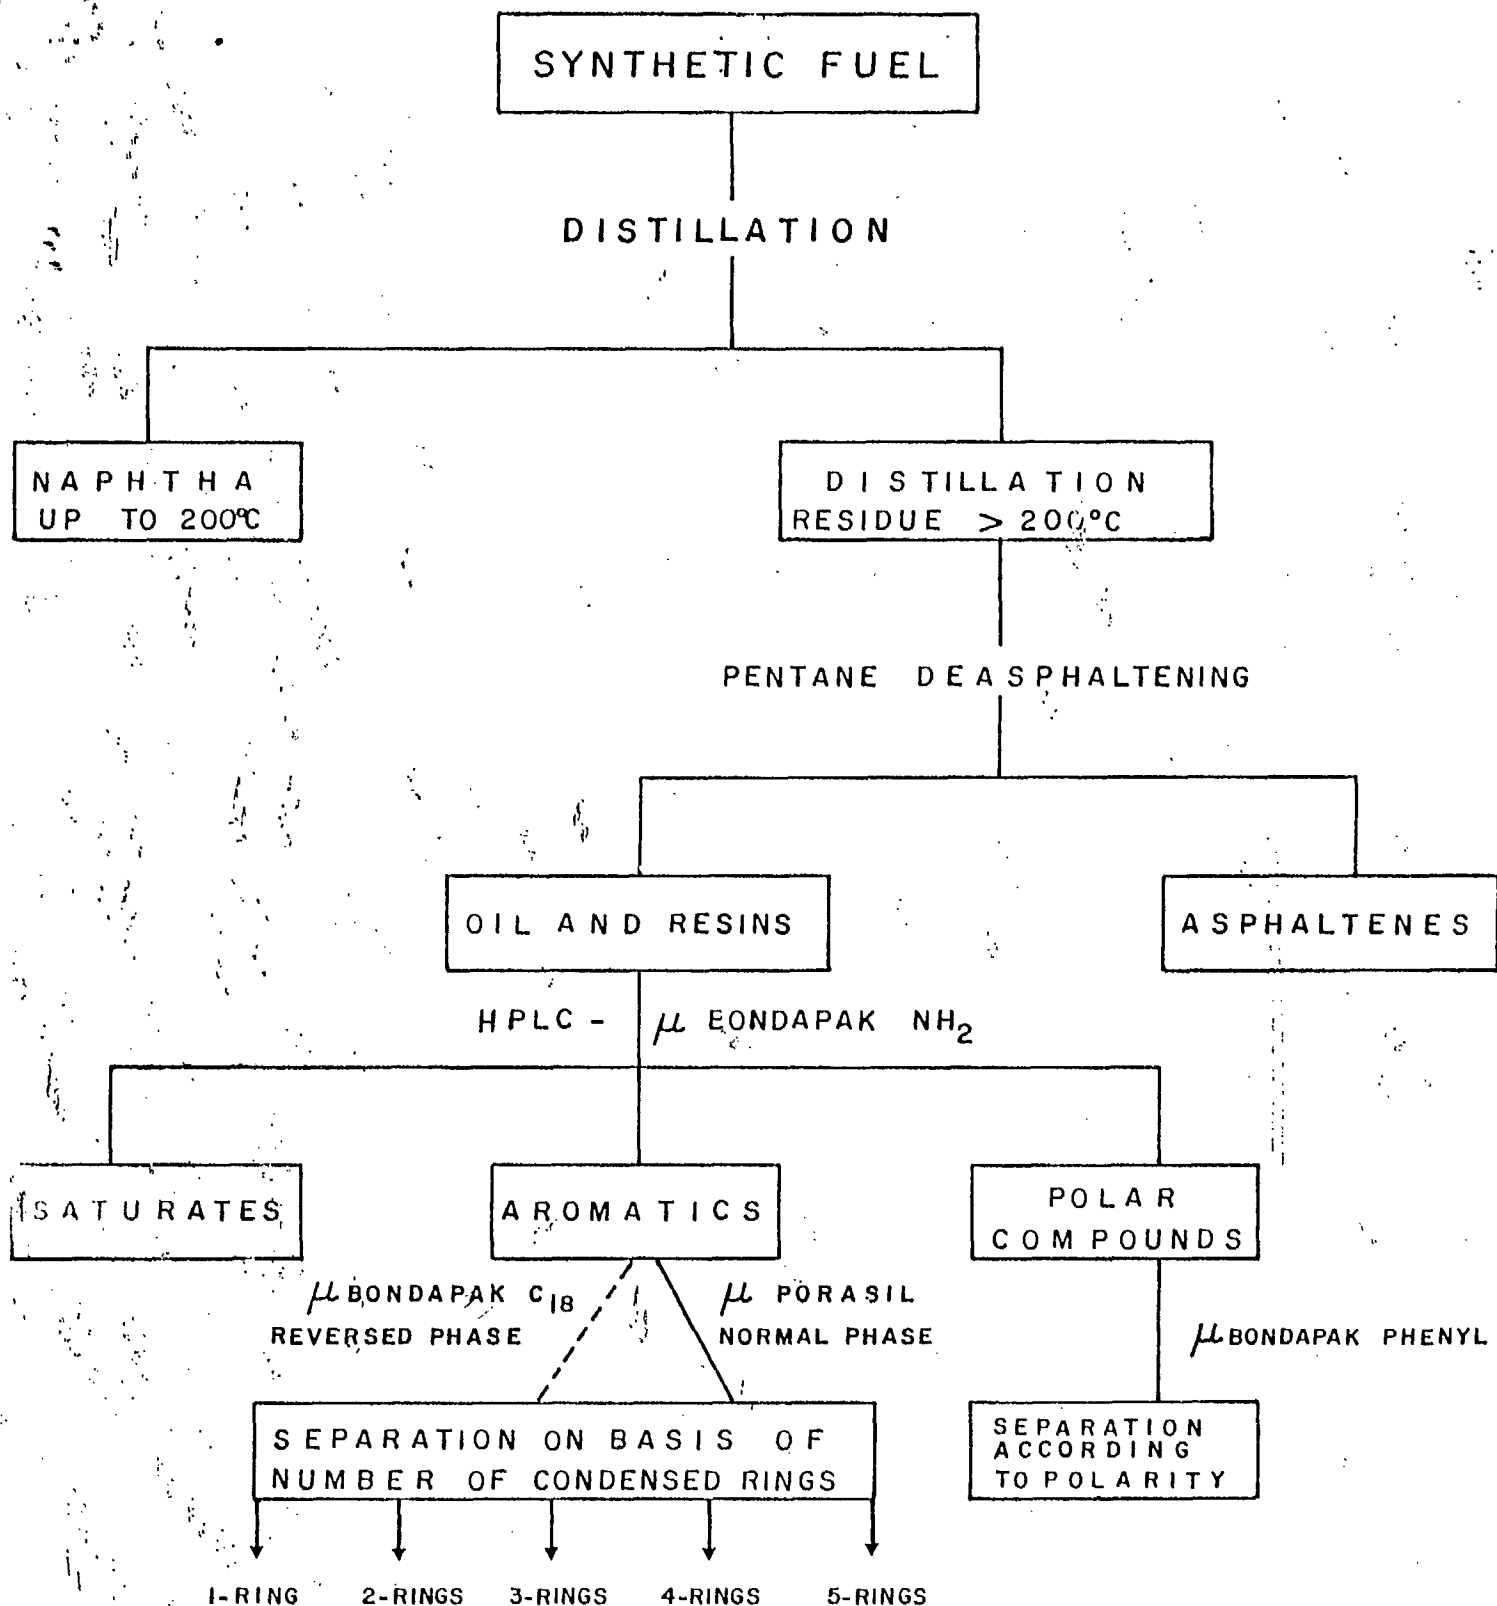 SYNTHETIC FUEL
DISTILLATION
NAPHTHA
UP TO 200°C
DISTILLATION
RESIDUE > 200°C
PENTANE DEASPHALTENING
OIL AND RESINS
ASPHALTENES
HPLC - μ BONDAPAK NH₂
SATURATES
AROMATICS
POLAR
COMPOUNDS
μBONDAPAK C₁₈
REVERSED PHASE
μ PORASIL
NORMAL PHASE
μBONDAPAK PHENYL
SEPARATION ON BASIS OF
NUMBER OF CONDENSED RINGS
SEPARATION
ACCORDING
TO POLARITY
1-RING 2-RINGS 3-RINGS 4-RINGS 5-RINGS